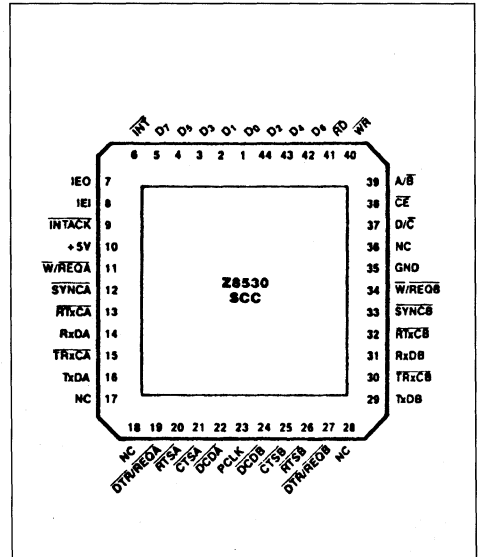 INT D7 D5 D3 D1 D0 D2 D4 D6 RD WR
6 5 4 3 2 1 44 43 42 41 40
IEO 7
IEI 8
INTACK 9
+5V 10
W/REQA 11
SYNCA 12
RTxCA 13
RxDA 14
TRxCA 15
TxDA 16
NC 17
Z8530
SCC
39 A/B
38 CE
37 D/C
36 NC
35 GND
34 W/REQB
33 SYNCB
32 RTxCB
31 RxDB
30 TRxCB
29 TxDB
18 19 20 21 22 23 24 25 26 27 28
NC DTR/REQA RTSA CTSA DCDA PCLK DCDB CTSB RTSB DTR/REQB NC